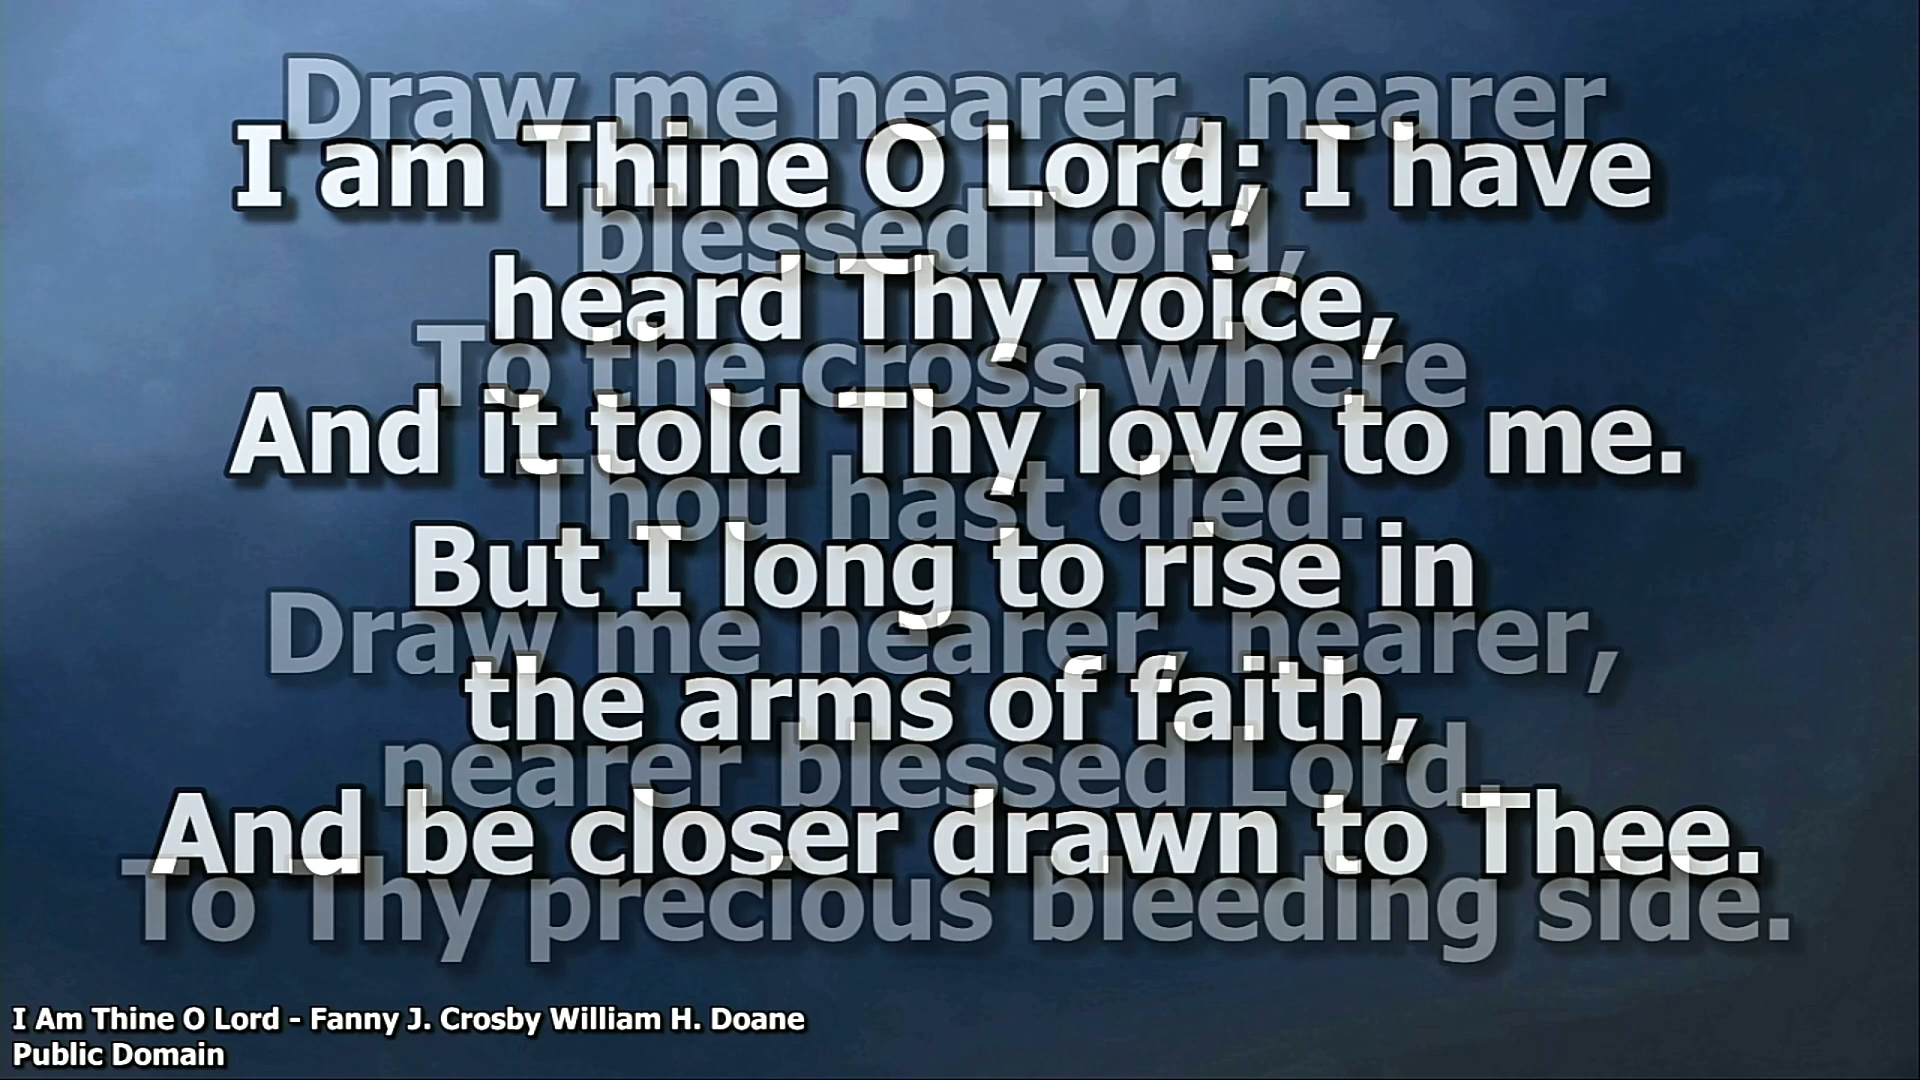 Draw me nearer, nearer
I am Thine O Lord; I have
blessed Lord,
heard Thy voice,
To the cross where
And it told Thy love to me.
Thou hast died.
But I long to rise in
Draw me nearer, nearer,
the arms of faith,
nearer blessed Lord,
And be closer drawn to Thee.
To Thy precious bleeding side.
I Am Thine O Lord - Fanny J. Crosby William H. Doane
Public Domain